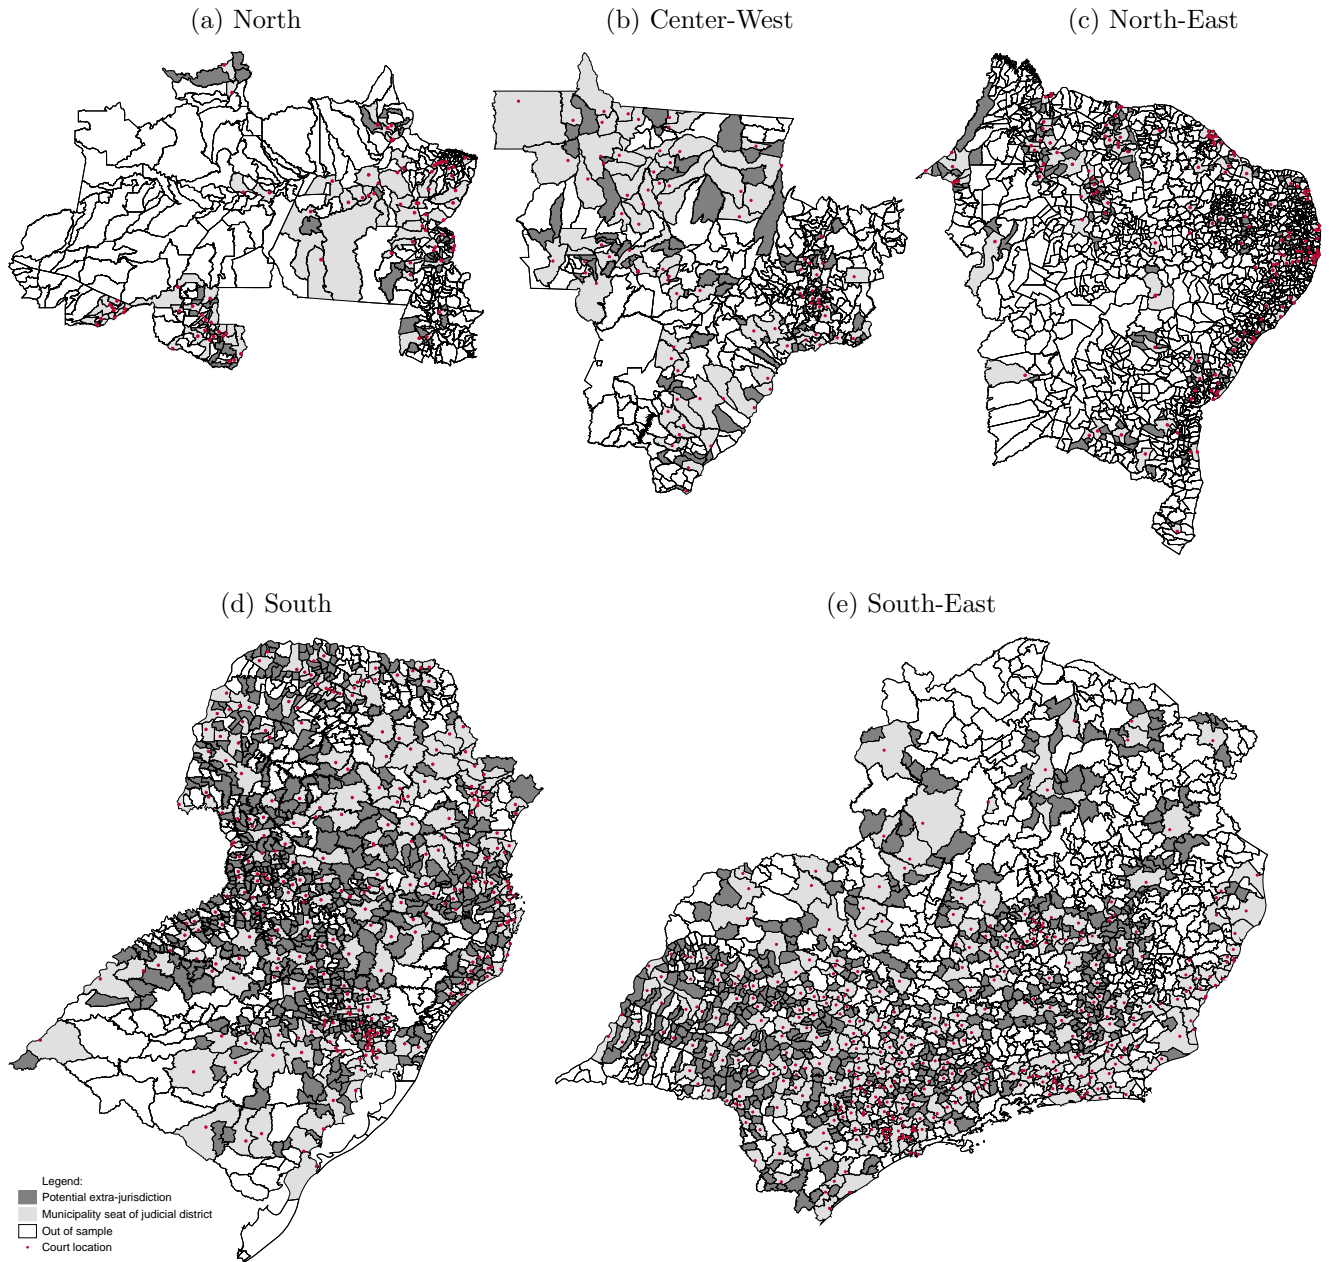 (a) North
(b) Center-West
(c) North-East
(d) South
(e) South-East
Legend:
Potential extra-jurisdiction
Municipality seat of judicial district
Out of sample
Court location